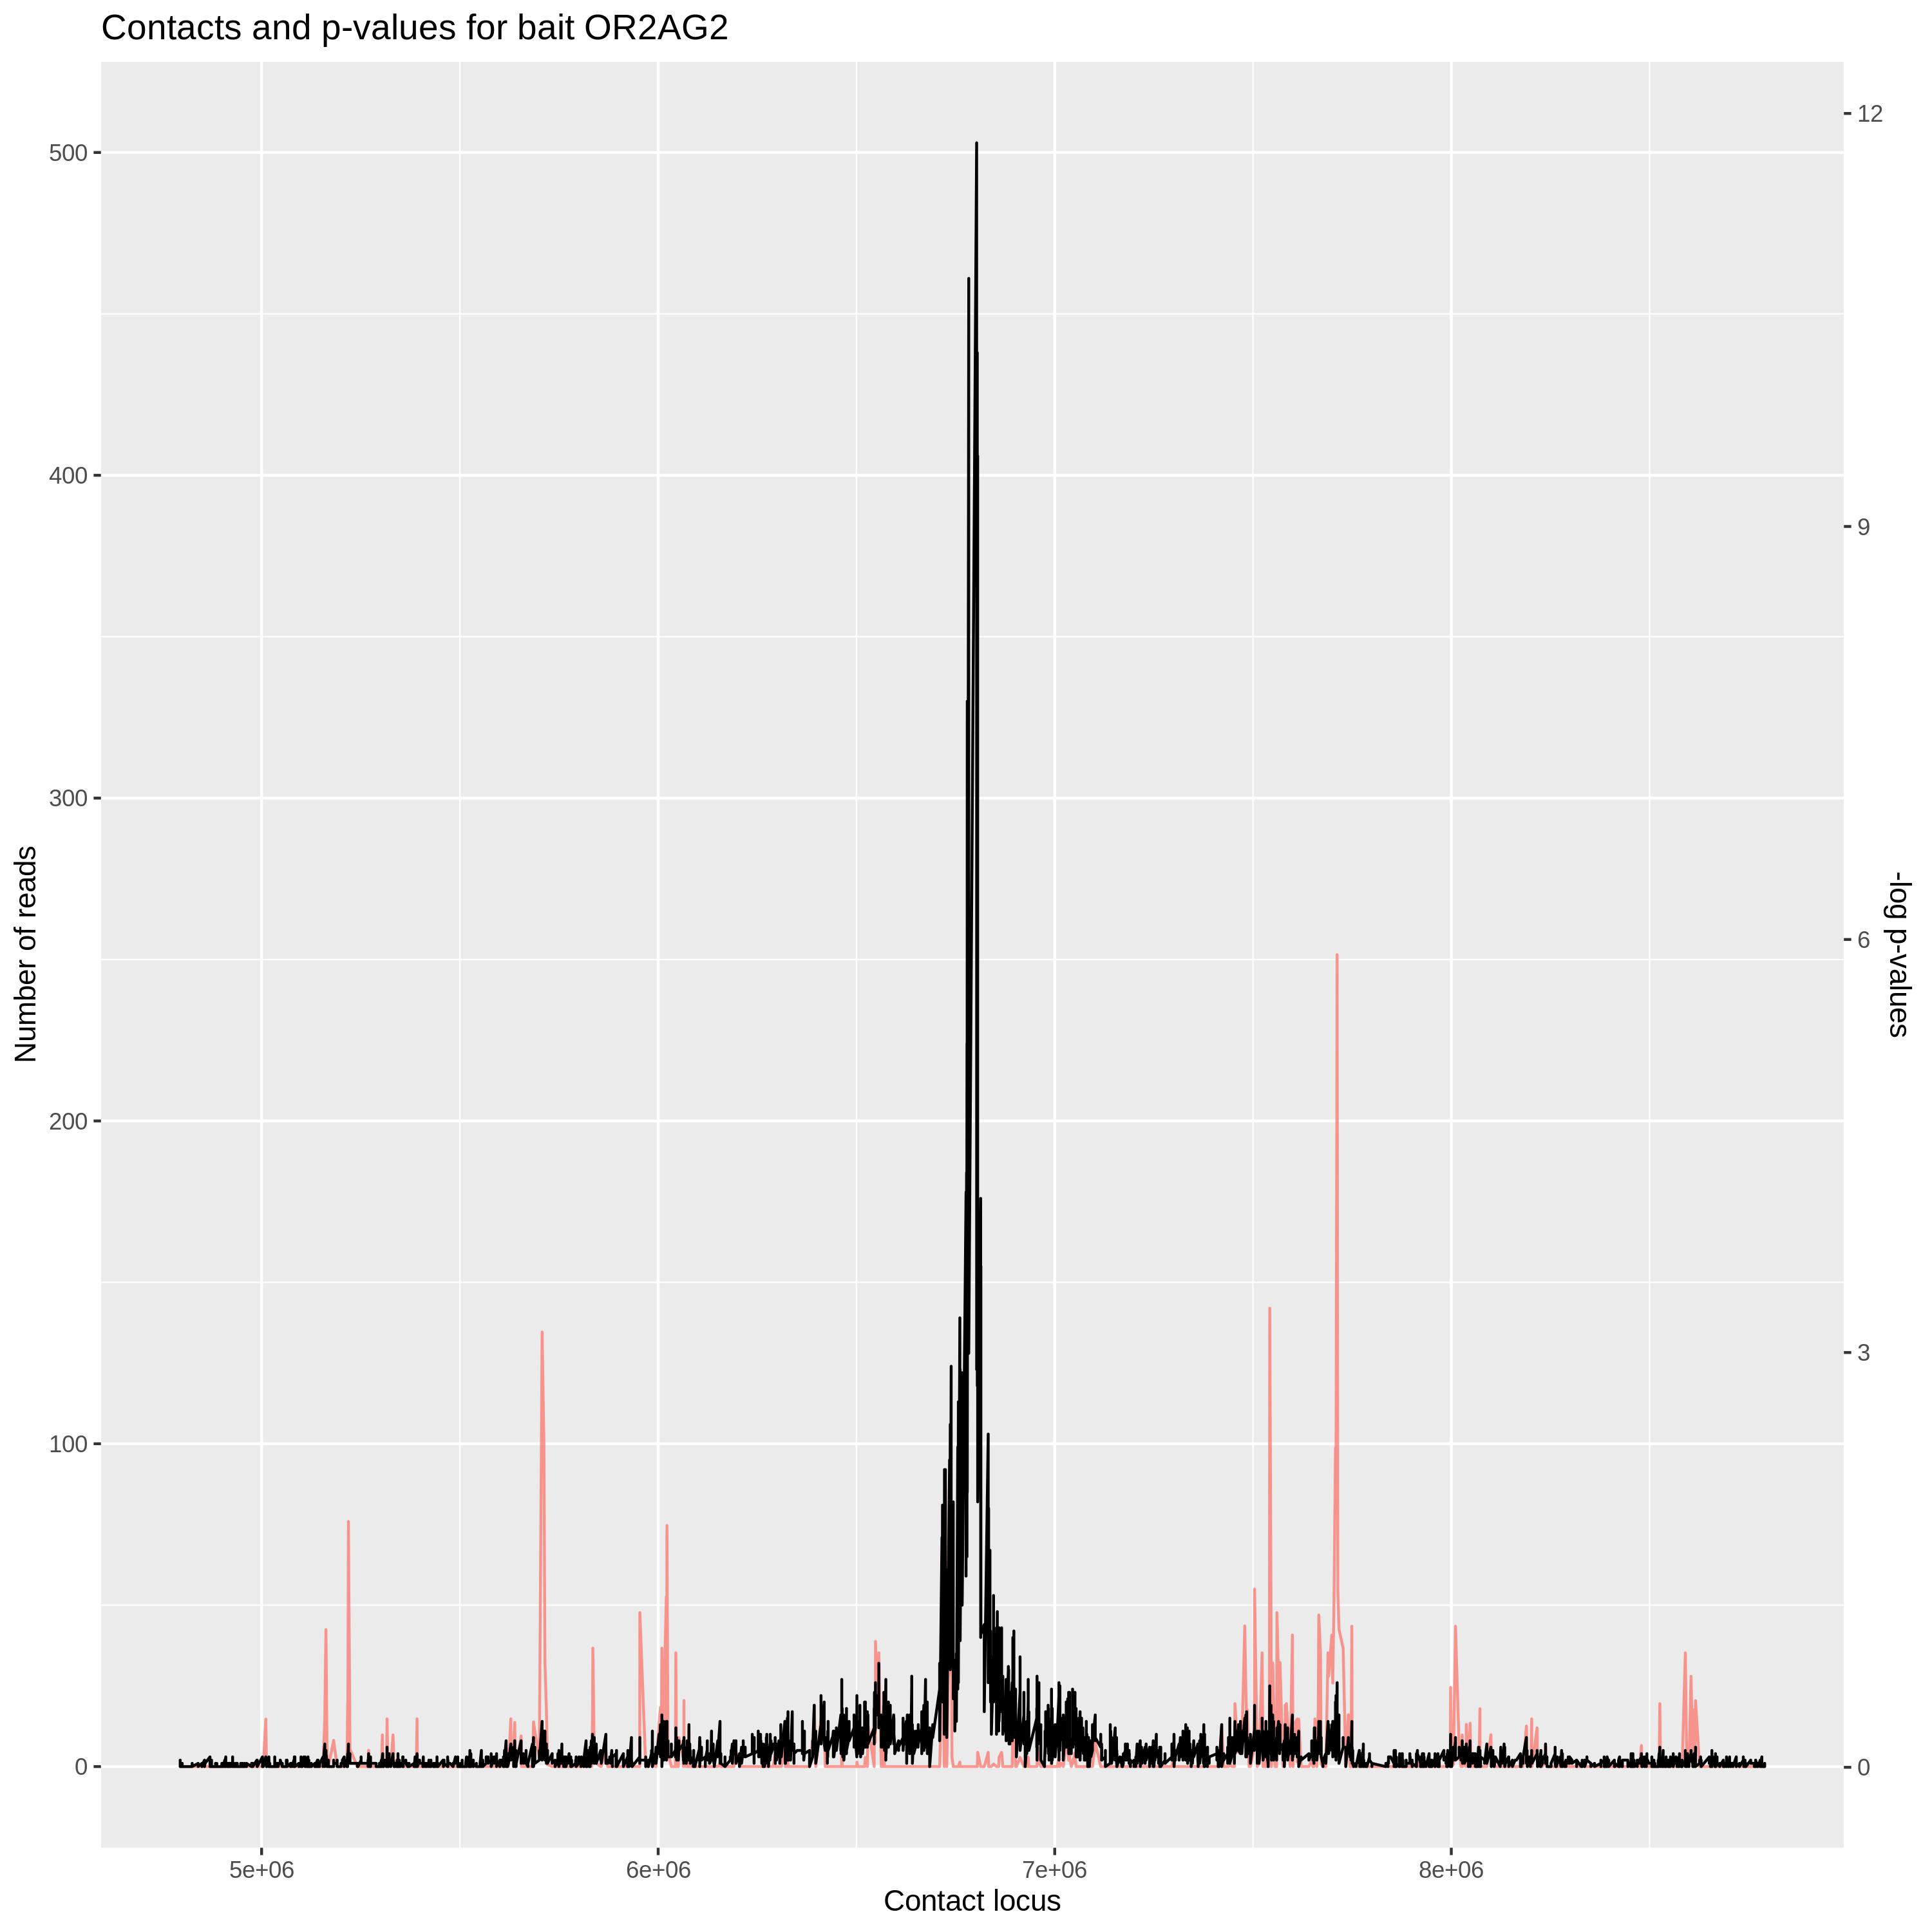 Contacts and p-values for bait OR2AG2
Number of reads
500
400
300
200
100
0
12
9
6
3
0
-log p-values
5e+06 6e+06 7e+06 8e+06
Contact locus